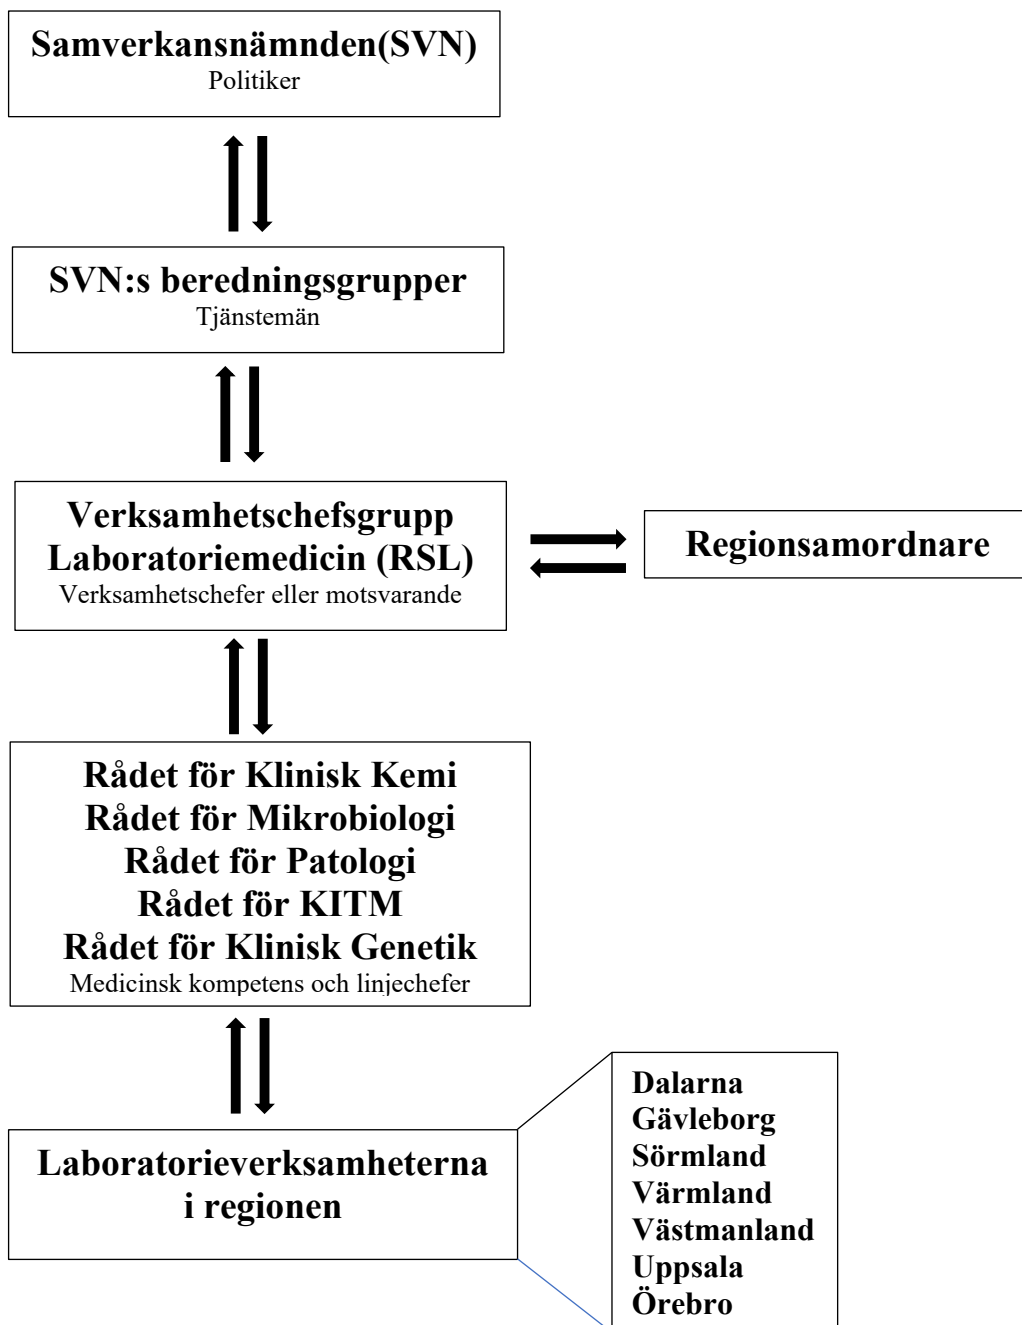 Samverkansnämnden(SVN)
Politiker
SVN:s beredningsgrupper
Tjänstemän
Verksamhetschefsgrupp
Laboratoriemedicin (RSL)
Verksamhetschefer eller motsvarande
Regionsamordnare
Rådet för Klinisk Kemi
Rådet för Mikrobiologi
Rådet för Patologi
Rådet för KITM
Rådet för Klinisk Genetik
Medicinsk kompetens och linjechefer
Laboratorieverksamheterna
i regionen
Dalarna
Gävleborg
Sörmland
Värmland
Västmanland
Uppsala
Örebro